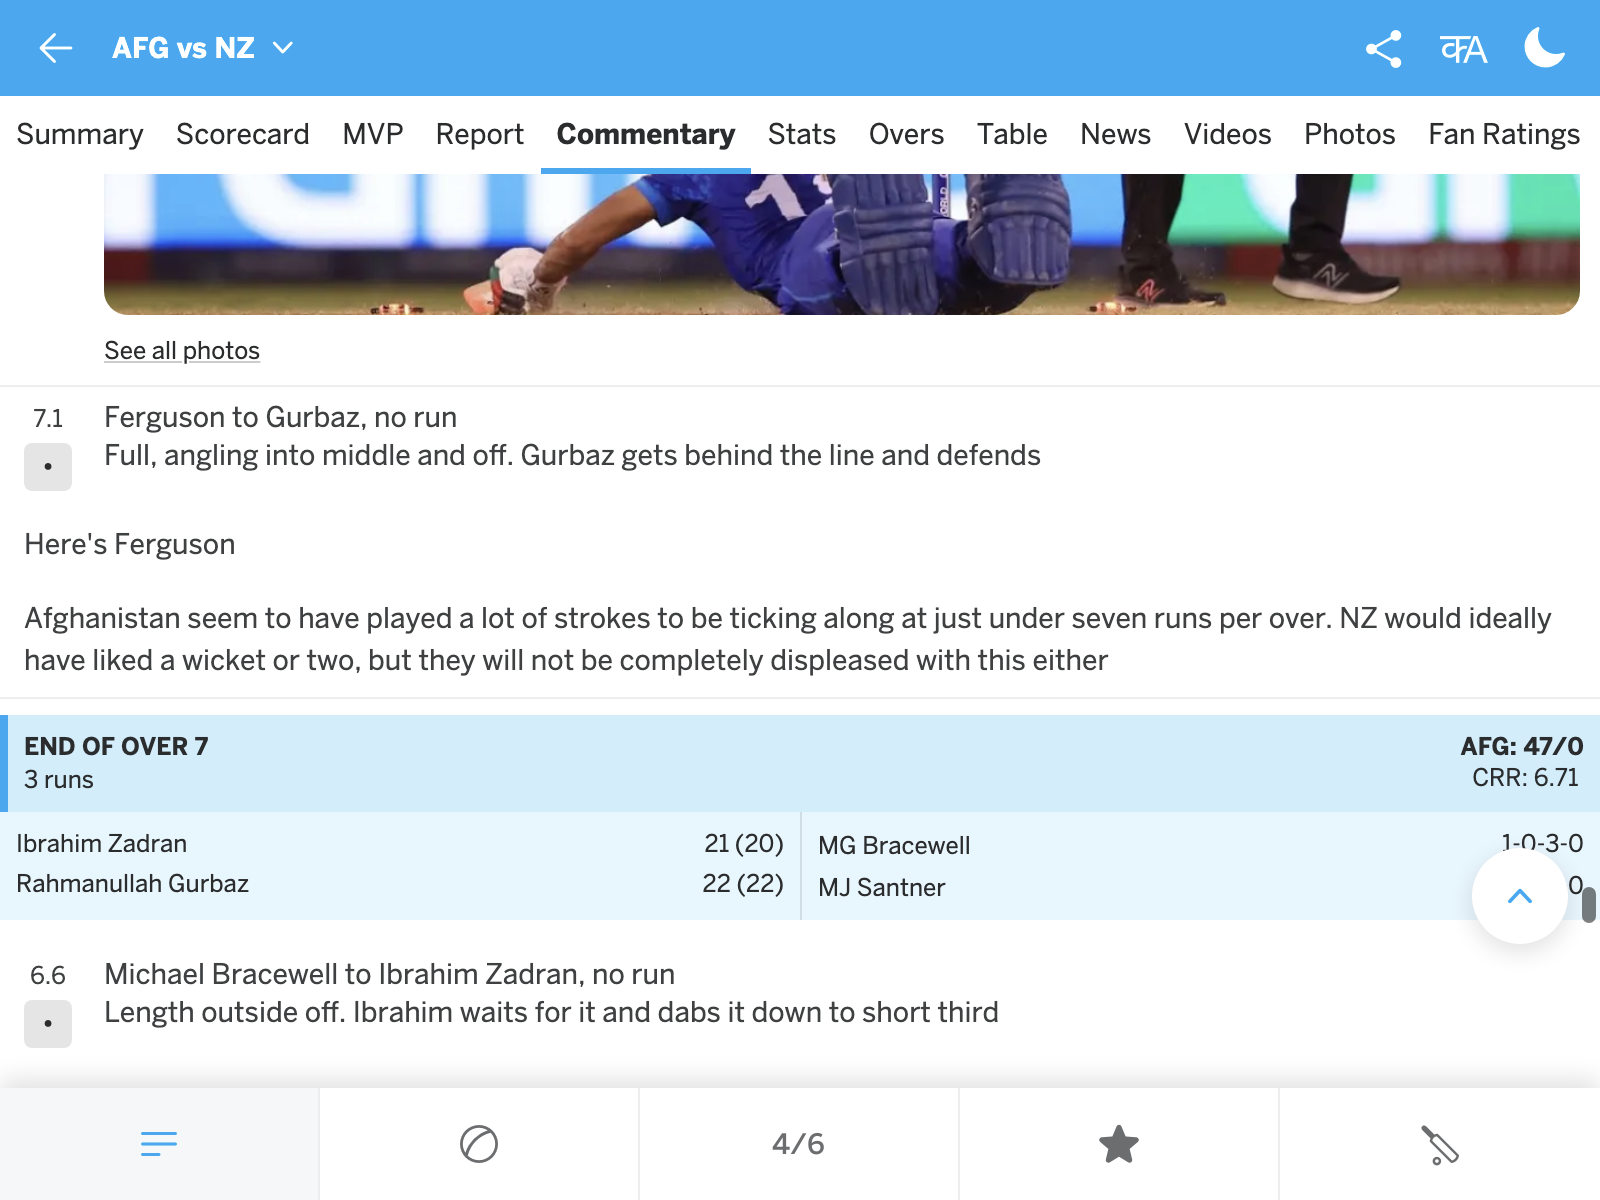 AFG vs NZ
Summary Scorecard MVP Report Commentary Stats Overs Table News Videos Photos Fan Ratings
See all photos
7.1 Ferguson to Gurbaz, no run
• Full, angling into middle and off. Gurbaz gets behind the line and defends
Here's Ferguson
Afghanistan seem to have played a lot of strokes to be ticking along at just under seven runs per over. NZ would ideally
have liked a wicket or two, but they will not be completely displeased with this either
END OF OVER 7 AFG: 47/0
3 runs CRR: 6.71
Ibrahim Zadran 21 (20) MG Bracewell 1-0-3-0
Rahmanullah Gurbaz 22 (22) MJ Santner 0
6.6 Michael Bracewell to Ibrahim Zadran, no run
• Length outside off. Ibrahim waits for it and dabs it down to short third
4/6